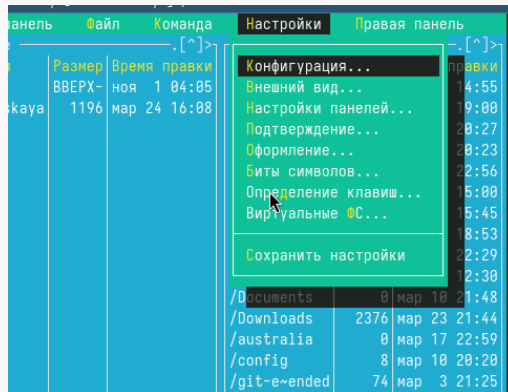 панель Файл Команда Настройки Правая панель
.[^]> .[^]>
Размер Время правки Конфигурация... правки
ВВЕРХ- ноя 1 04:05 Внешний вид... 14:55
skaya 1196 мар 24 16:08 Настройки панелей... 19:00
Подтверждение... 20:27
Оформление... 20:23
Биты символов... 22:56
Определение клавиш... 15:00
Виртуальные ФС... 15:45
18:53
Сохранить настройки 22:29
12:30
/Documents 0 мар 10 21:48
/Downloads 2376 мар 23 21:44
/australia 0 мар 17 22:59
/config 8 мар 10 20:20
/git-e~ended 74 мар 3 21:25